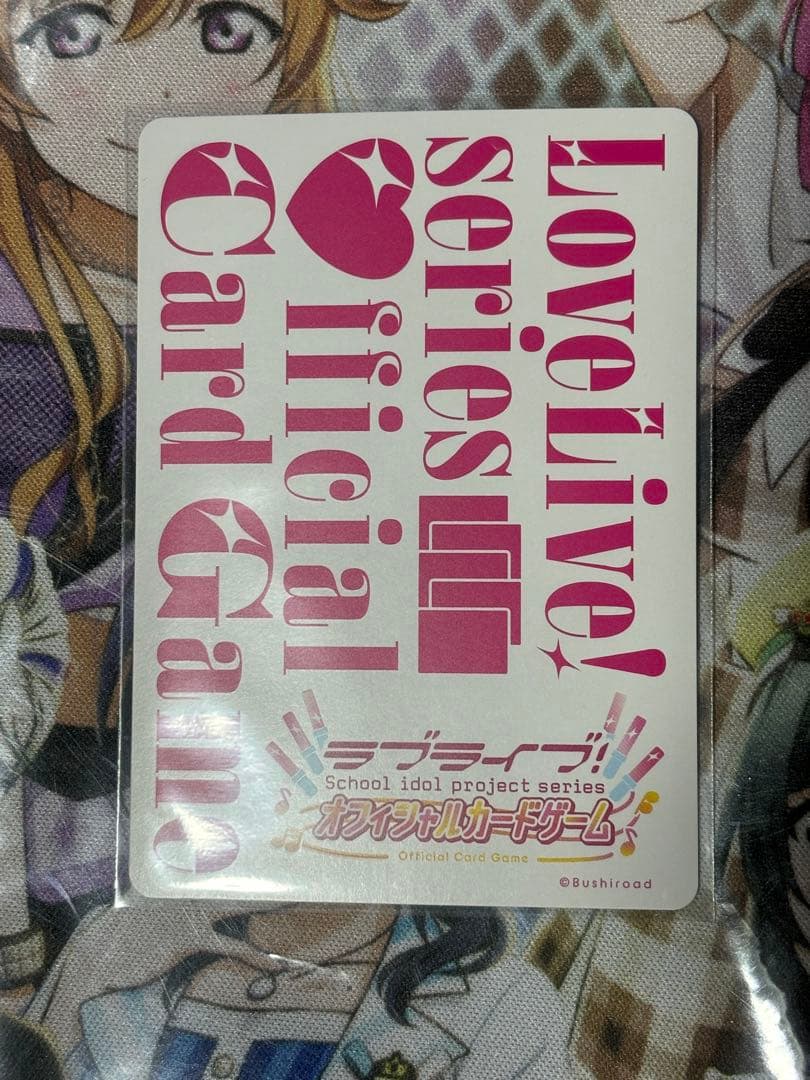 LoveLive!
series
♥fficial
Card Game
ラブライブ!
School idol project series
オフィシャルカードゲーム
Official Card Game
©Bushiroad